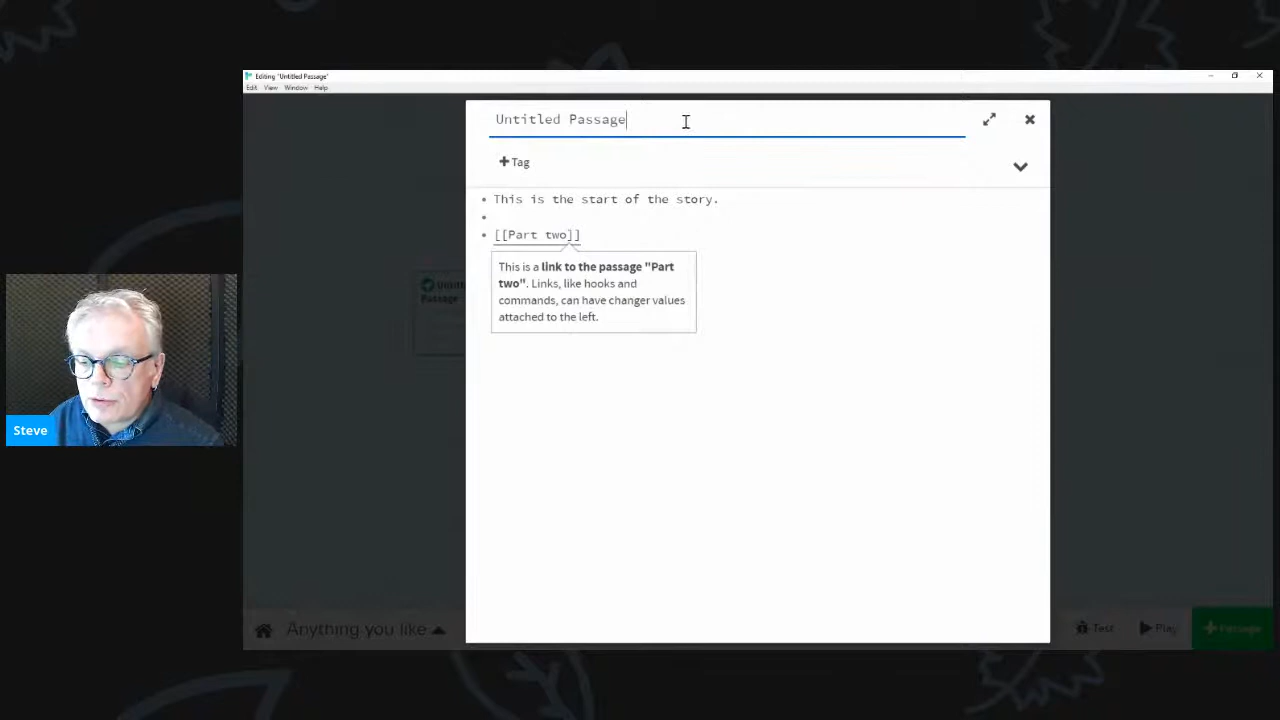 Editing 'Untitled Passage'
Edit View Window Help
Untitled Passage
+Tag
This is the start of the story.
[[Part two]]
This is a link to the passage "Part
two". Links, like hooks and
commands, can have changer values
attached to the left.
Passage
Steve
Anything you like
Test
Play
+Passage